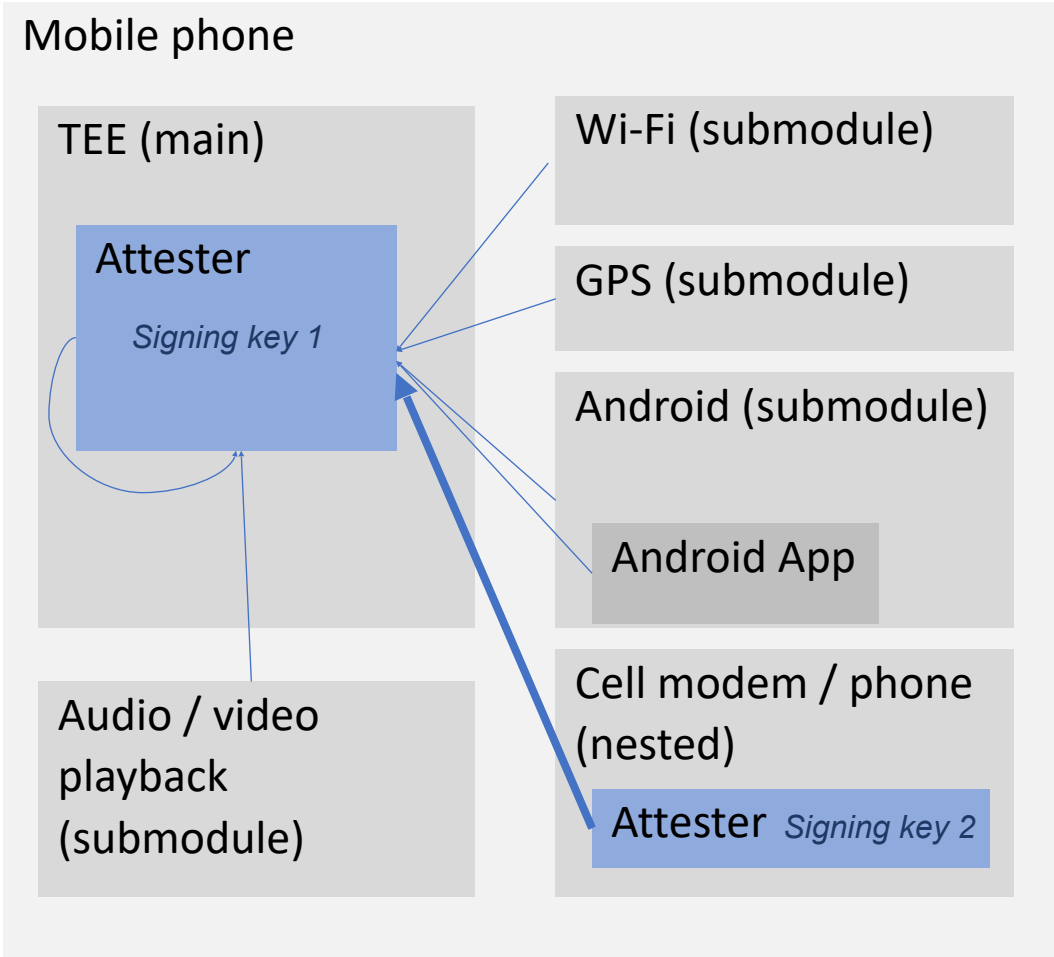 Mobile phone
TEE (main)
Attester
Signing key 1
Audio / video
playback
(submodule)
Wi-Fi (submodule)
GPS (submodule)
Android (submodule)
Android App
Cell modem / phone
(nested)
Attester Signing key 2